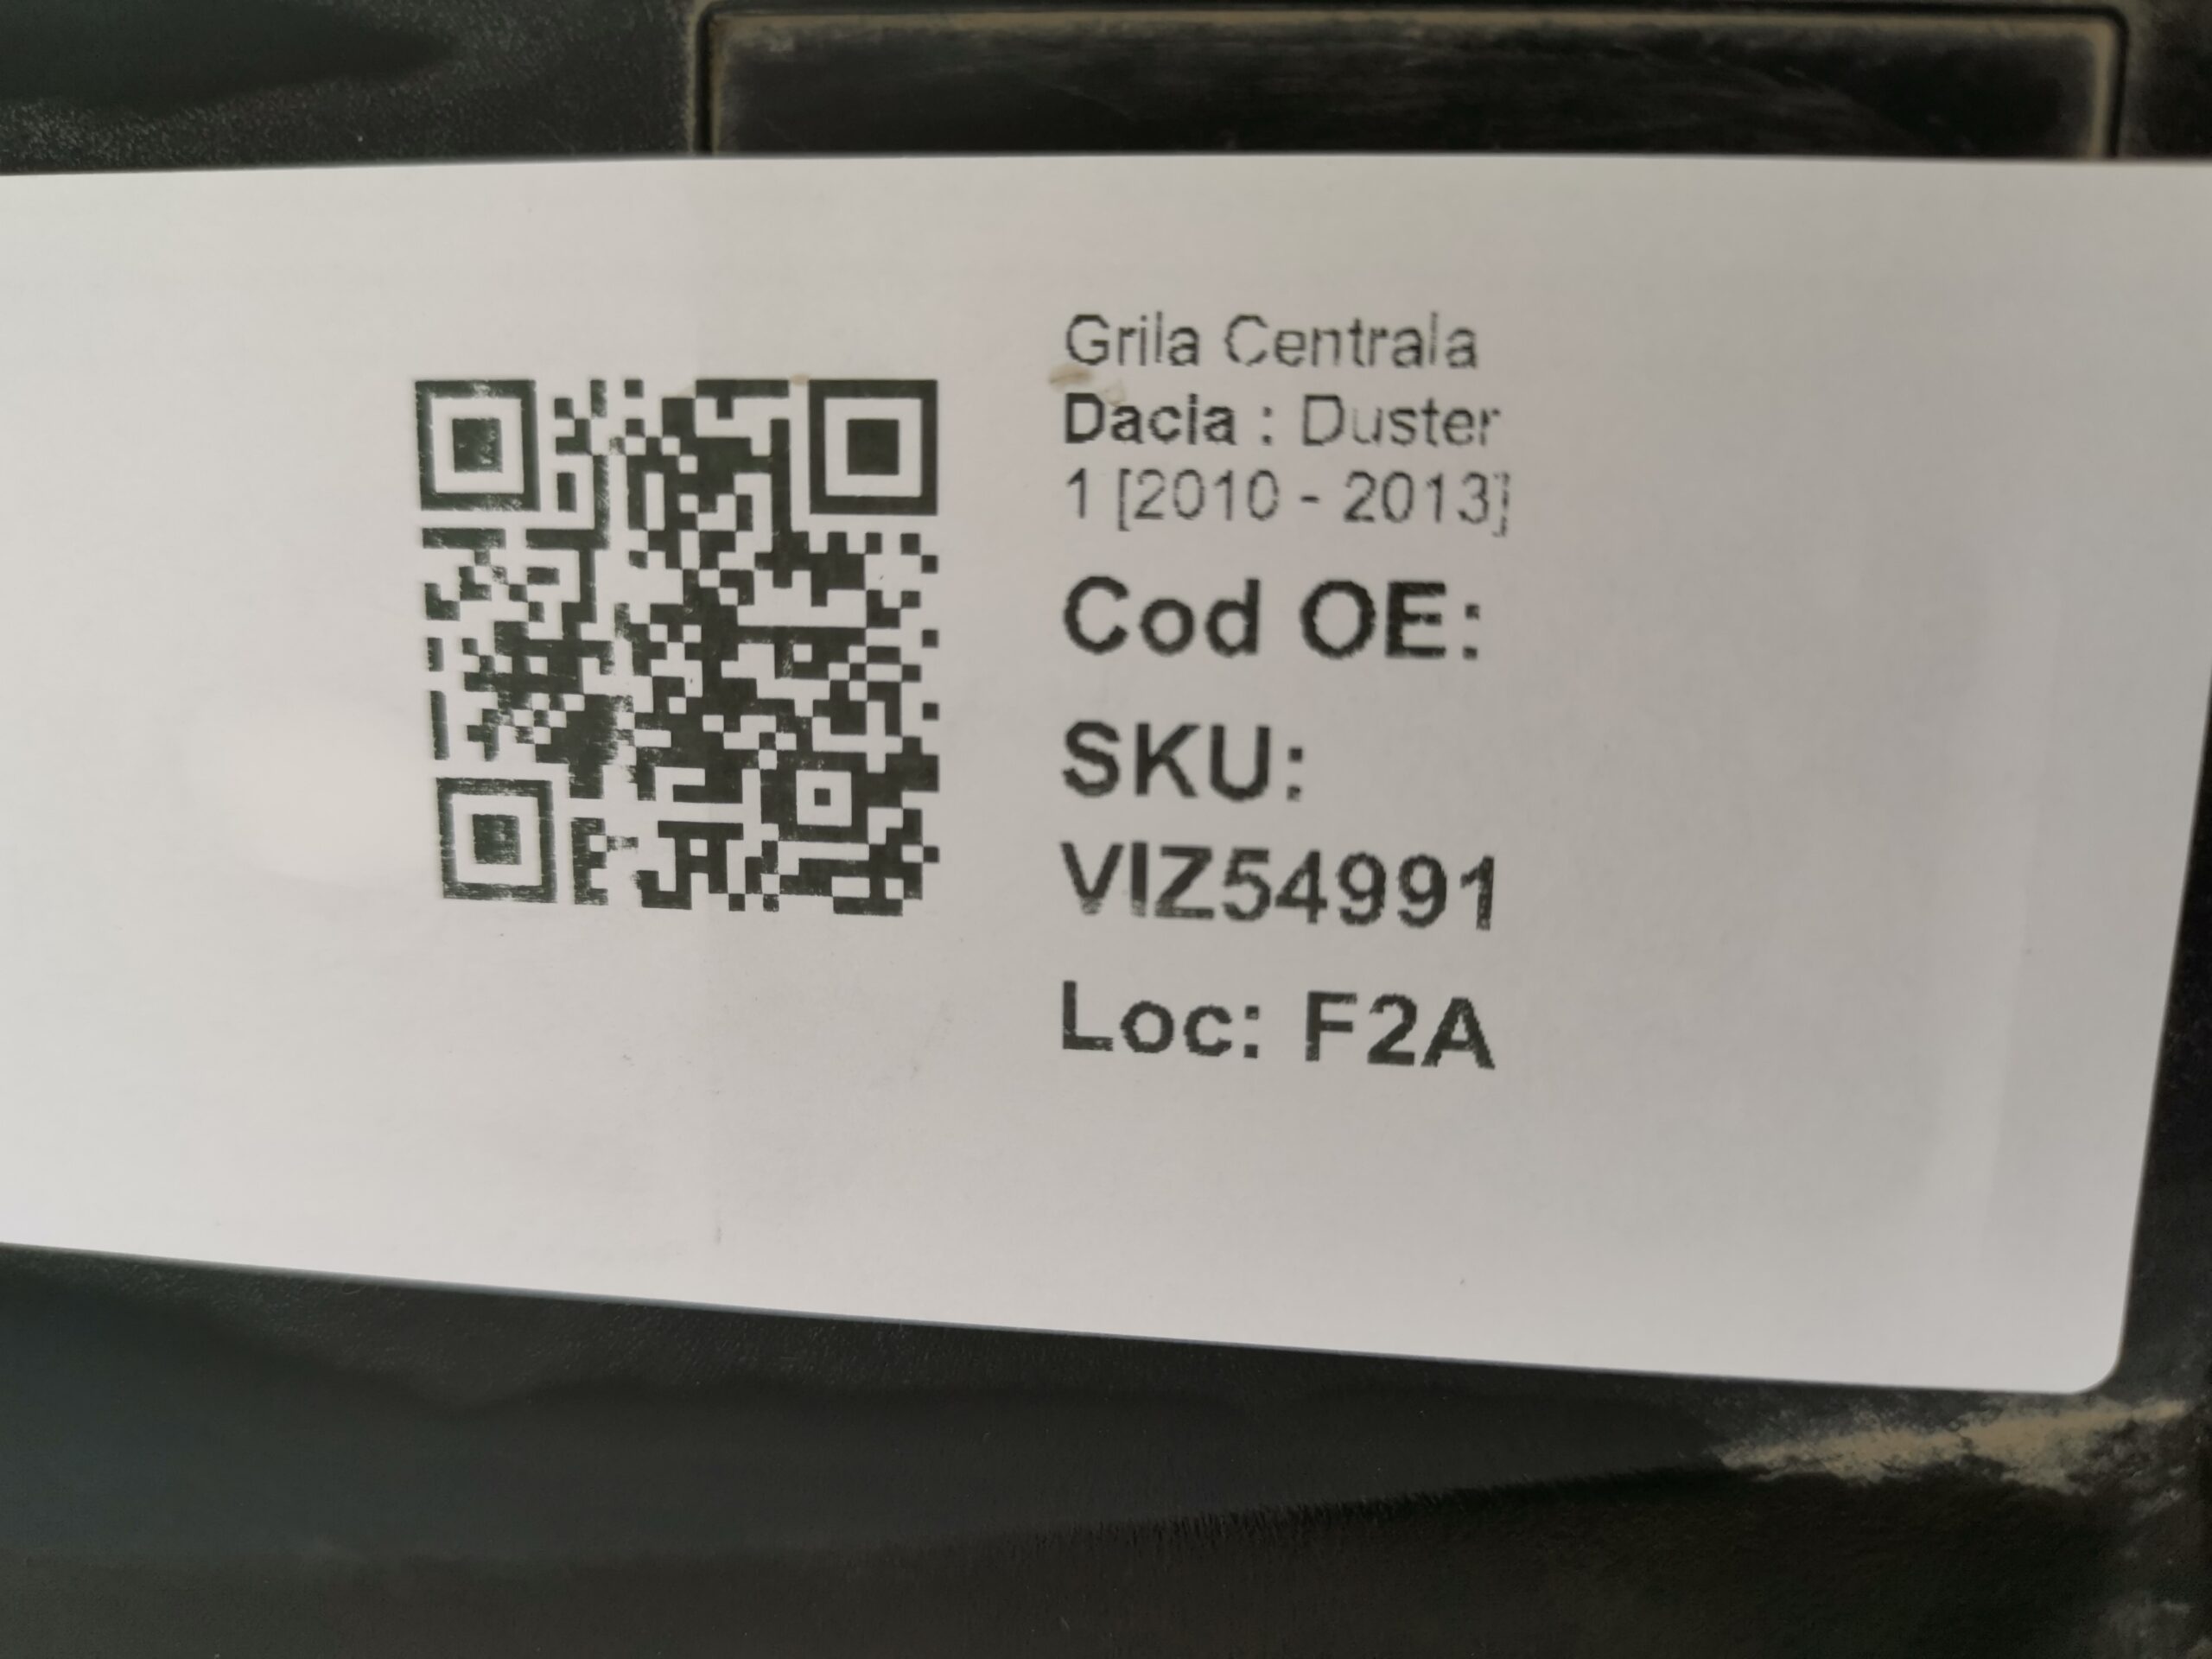 Grila Centrala
Dacia : Duster
1 [2010 - 2013]
Cod OE:
SKU:
VIZ54991
Loc: F2A